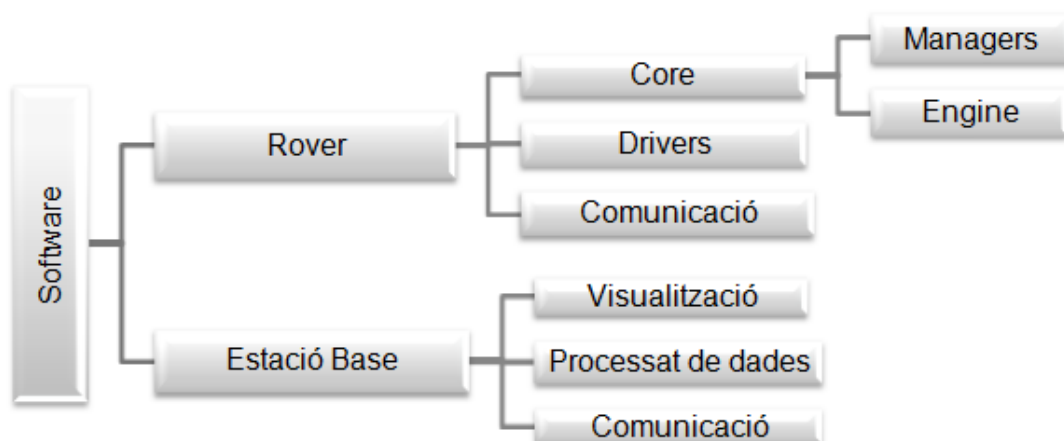 Software
Rover
Core
Managers
Engine
Drivers
Comunicació
Estació Base
Visualització
Processat de dades
Comunicació